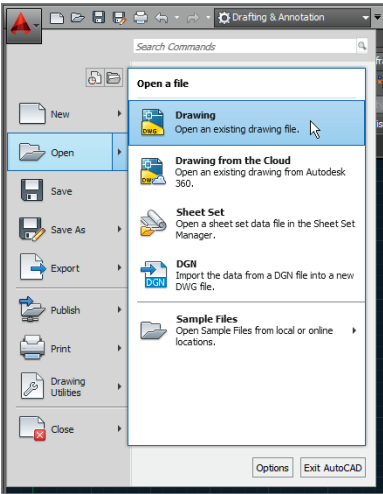 Drafting & Annotation
Search Commands
Open a file
New
Open
Save
Save As
Export
Publish
Print
Drawing
Utilities
Close
DWG
Drawing
Open an existing drawing file.
DWG
Drawing from the Cloud
Open an existing drawing from Autodesk
360.
Sheet Set
Open a sheet set data file in the Sheet Set
Manager.
DGN
DGN
Import the data from a DGN file into a new
DWG file.
Sample Files
Open Sample Files from local or online
locations.
Options
Exit AutoCAD